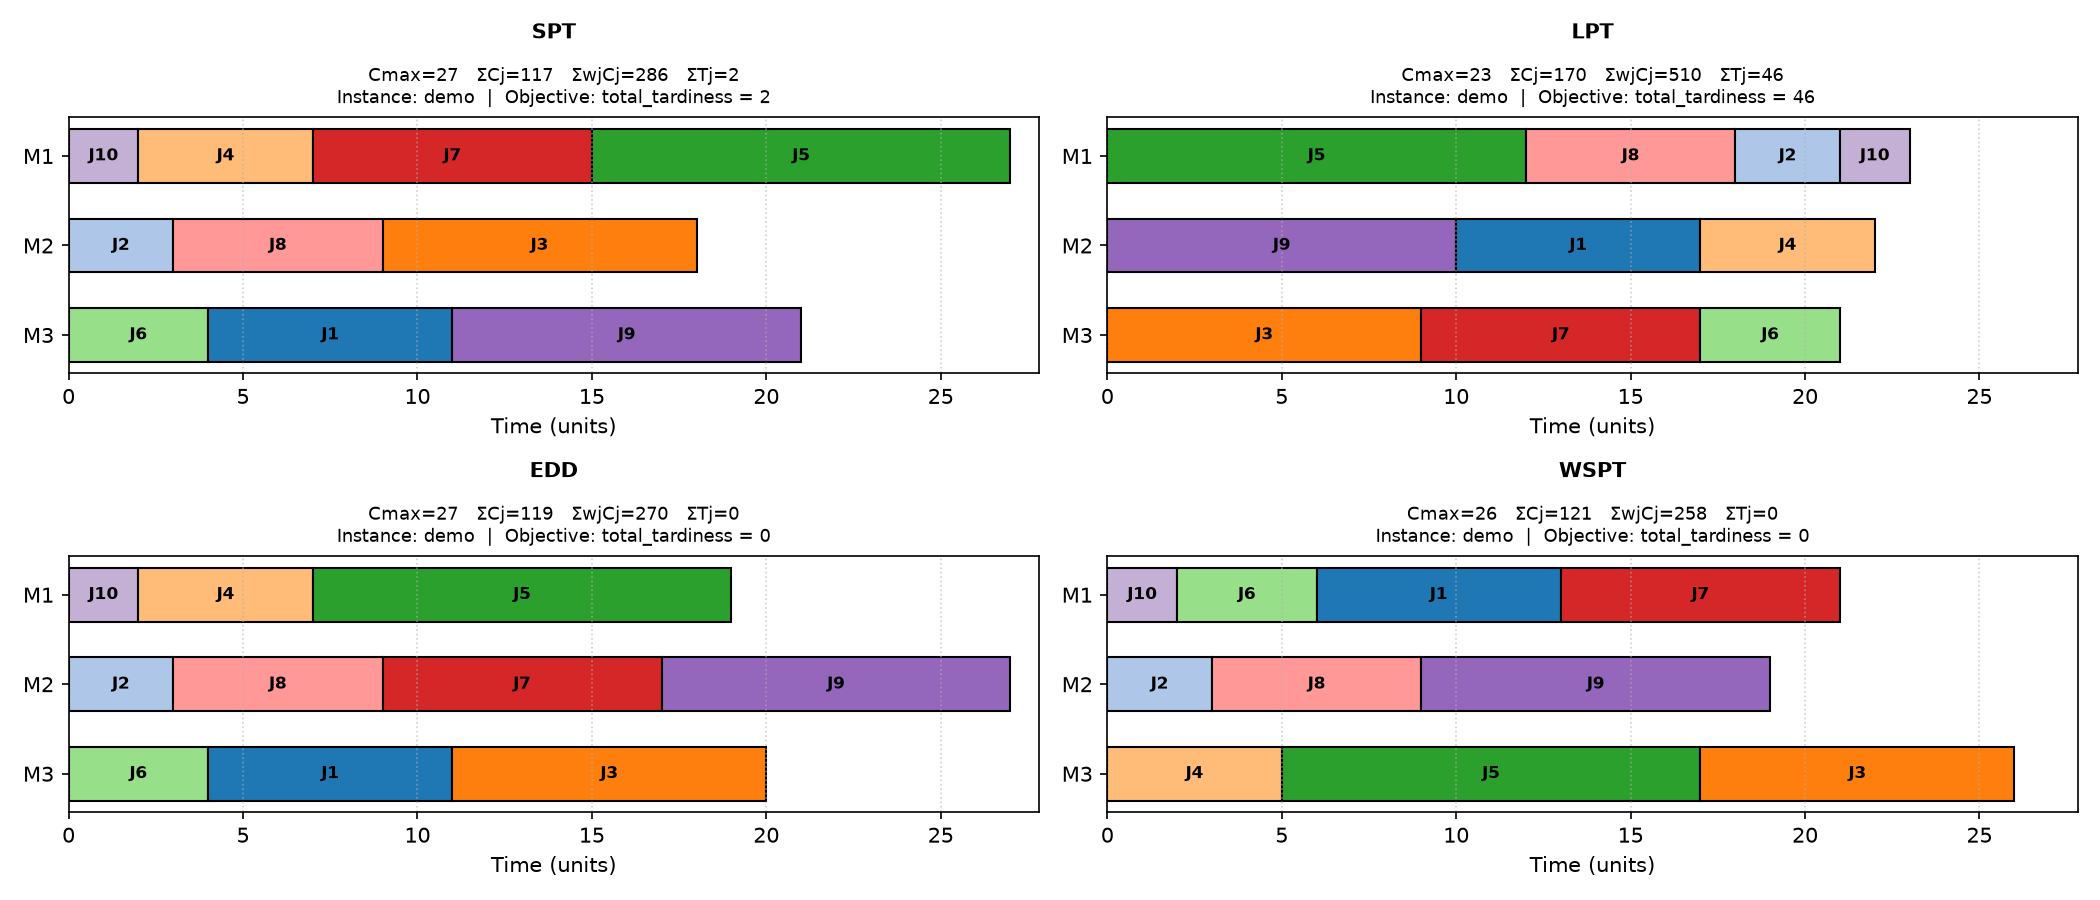 SPT
Cmax=27   ΣCj=117   ΣwjCj=286   ΣTj=2
Instance: demo  |  Objective: total_tardiness = 2
M1 J10 J4 J7 J5
M2 J2 J8 J3
M3 J6 J1 J9
0 5 10 15 20 25
Time (units)
LPT
Cmax=23   ΣCj=170   ΣwjCj=510   ΣTj=46
Instance: demo  |  Objective: total_tardiness = 46
M1 J5 J8 J2 J10
M2 J9 J1 J4
M3 J3 J7 J6
0 5 10 15 20 25
Time (units)
EDD
Cmax=27   ΣCj=119   ΣwjCj=270   ΣTj=0
Instance: demo  |  Objective: total_tardiness = 0
M1 J10 J4 J5
M2 J2 J8 J7 J9
M3 J6 J1 J3
0 5 10 15 20 25
Time (units)
WSPT
Cmax=26   ΣCj=121   ΣwjCj=258   ΣTj=0
Instance: demo  |  Objective: total_tardiness = 0
M1 J10 J6 J1 J7
M2 J2 J8 J9
M3 J4 J5 J3
0 5 10 15 20 25
Time (units)